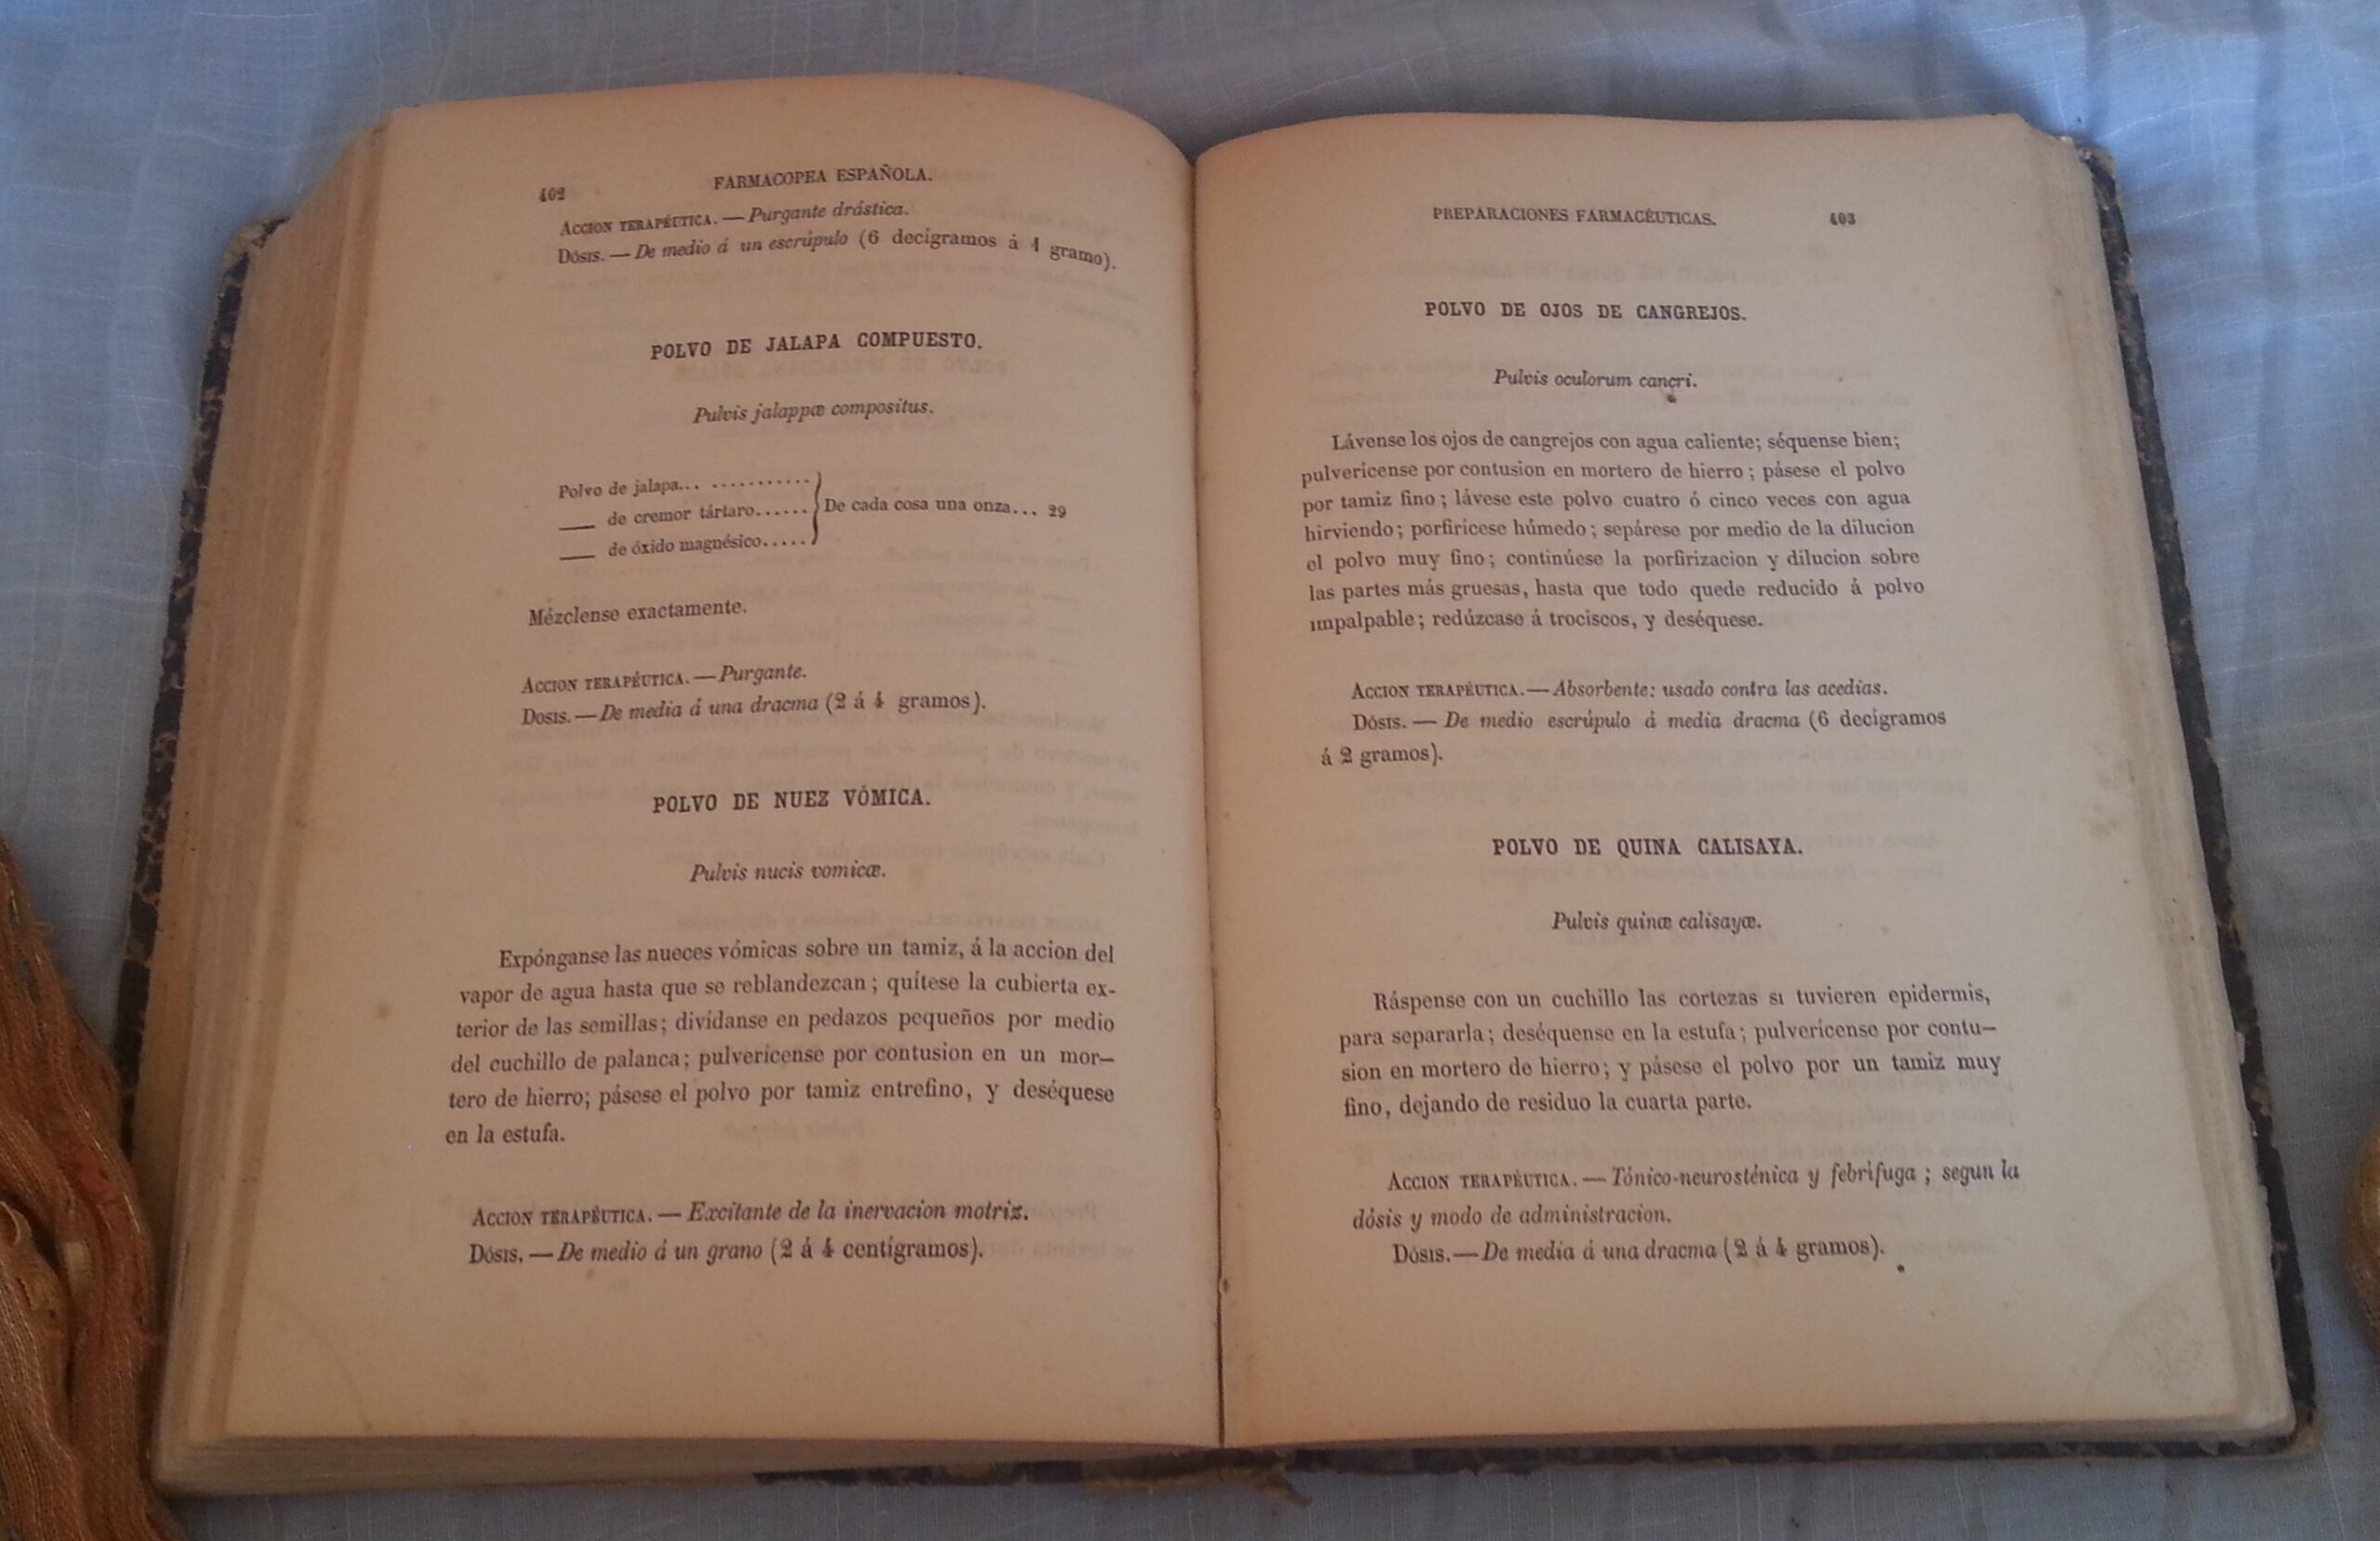 402 FARMACOPEA ESPAÑOLA.
ACCION TERAPÉUTICA. — Purgante drástica.
DÓSIS. — De medio á un escrúpulo (6 decígramos á 1 gramo).
POLVO DE JALAPA COMPUESTO.
Pulvis jalappæ compositus.
Polvo de jalapa... ...........
___ de cremor tártaro...... De cada cosa una onza... 29
___ de óxido magnésico.....
Mézclense exactamente.
ACCION TERAPÉUTICA. — Purgante.
DOSIS. — De media á una dracma (2 á 4 gramos).
POLVO DE NUEZ VÓMICA.
Pulvis nucis vomicæ.
Expónganse las nueces vómicas sobre un tamiz, á la accion del
vapor de agua hasta que se reblandezcan; quítese la cubierta ex-
terior de las semillas; divídanse en pedazos pequeños por medio
del cuchillo de palanca; pulverícense por contusion en un mor-
tero de hierro; pásese el polvo por tamiz entrefino, y deséquese
en la estufa.
ACCION TERAPÉUTICA. — Excitante de la inervacion motriz.
DÓSIS. — De medio á un grano (2 á 4 centígramos).
PREPARACIONES FARMACÉUTICAS. 403
POLVO DE OJOS DE CANGREJOS.
Pulvis oculorum cancri.
Lávense los ojos de cangrejos con agua caliente; séquense bien;
pulverícense por contusion en mortero de hierro; pásese el polvo
por tamiz fino; lávese este polvo cuatro ó cinco veces con agua
hirviendo; porfirícese húmedo; sepárese por medio de la dilucion
el polvo muy fino; continúese la porfirizacion y dilucion sobre
las partes más gruesas, hasta que todo quede reducido á polvo
impalpable; redúzcase á trociscos, y deséquese.
ACCION TERAPÉUTICA. — Absorbente: usado contra las acedias.
DÓSIS. — De medio escrúpulo á media dracma (6 decígramos
á 2 gramos).
POLVO DE QUINA CALISAYA.
Pulvis quinæ calisayæ.
Ráspense con un cuchillo las cortezas si tuvieren epidermis,
para separarla; deséquense en la estufa; pulverícense por contu-
sion en mortero de hierro; y pásese el polvo por un tamiz muy
fino, dejando de residuo la cuarta parte.
ACCION TERAPÉUTICA. — Tónico-neurosténica y febrífuga; segun la
dósis y modo de administracion.
DÓSIS. — De media á una dracma (2 á 4 gramos).